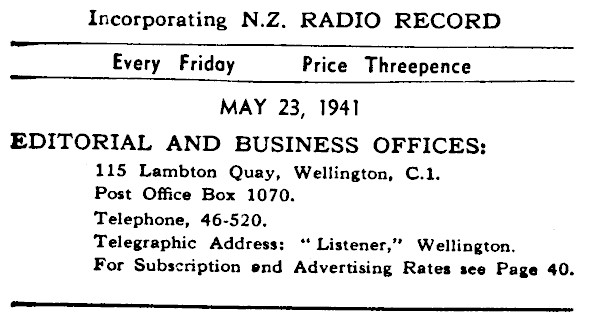 Incorporating N.Z. RADIO RECORD
Every Friday Price Threepence
MAY 23, 1941
EDITORIAL AND BUSINESS OFFICES:
115 Lambton Quay, Wellington, C.1.
Post Office Box 1070.
Telephone, 46-520.
Telegraphic Address: "Listener," Wellington.
For Subscription and Advertising Rates see Page 40.